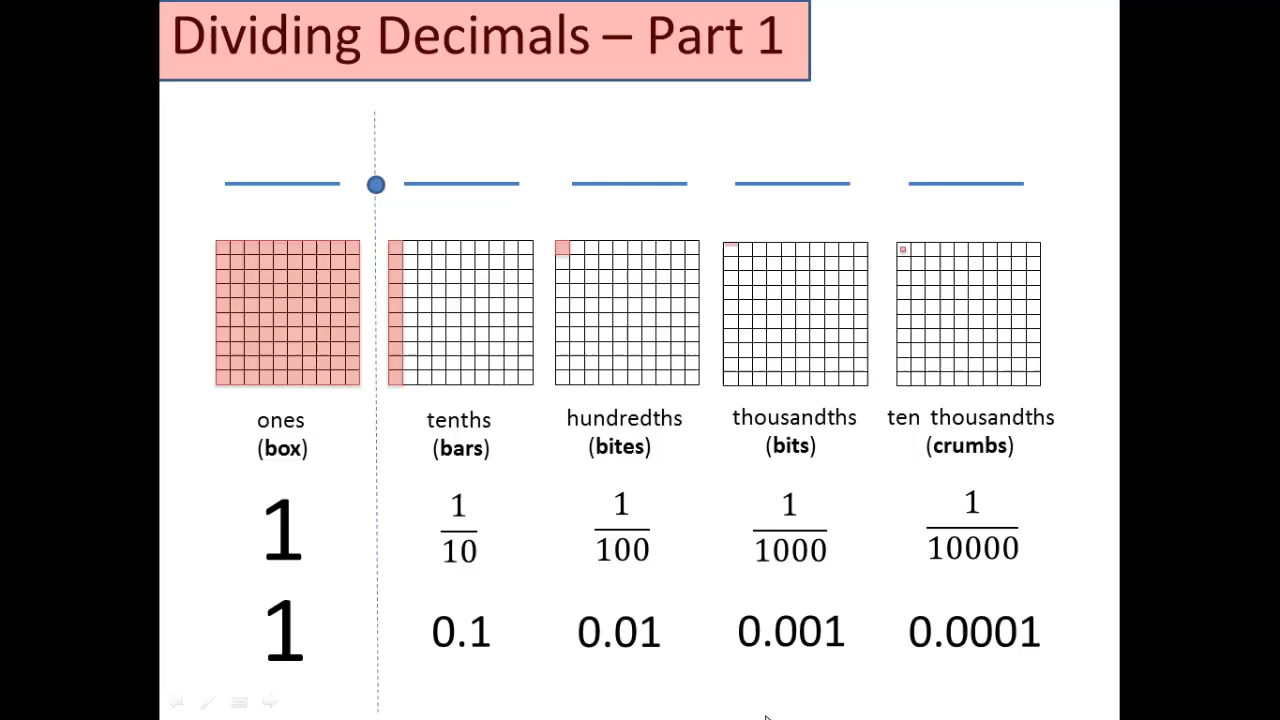 Dividing Decimals – Part 1
ones tenths hundredths thousandths ten thousandths
(box) (bars) (bites) (bits) (crumbs)
1 1/10 1/100 1/1000 1/10000
1 0.1 0.01 0.001 0.0001